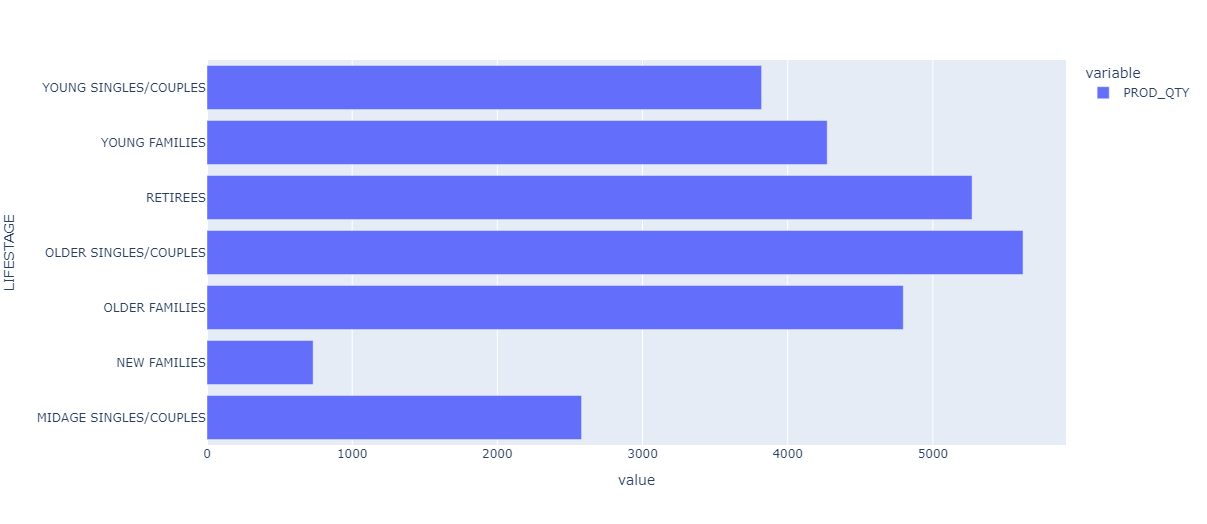 variable
PROD_QTY
LIFESTAGE
YOUNG SINGLES/COUPLES
YOUNG FAMILIES
RETIREES
OLDER SINGLES/COUPLES
OLDER FAMILIES
NEW FAMILIES
MIDAGE SINGLES/COUPLES
0 1000 2000 3000 4000 5000
value